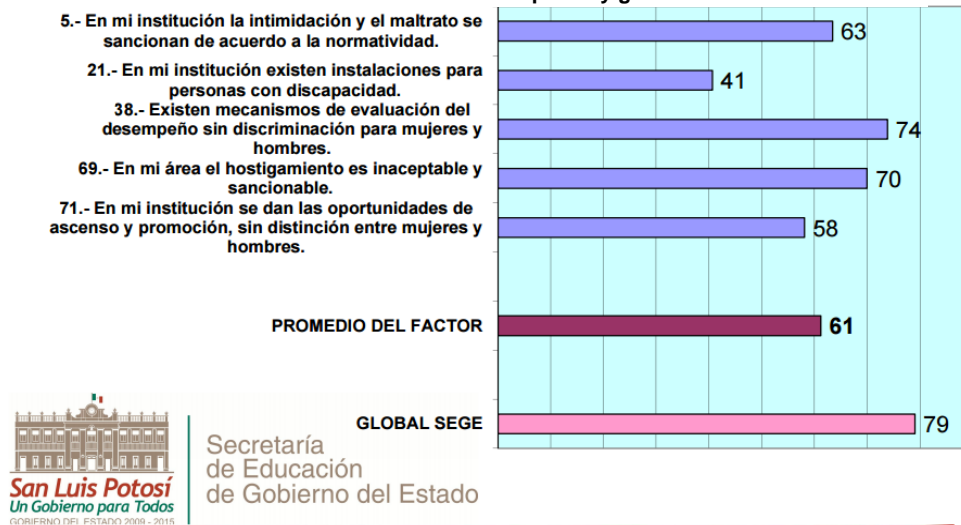 5.- En mi institución la intimidación y el maltrato se
sancionan de acuerdo a la normatividad.
63
21.- En mi institución existen instalaciones para
personas con discapacidad.
41
38.- Existen mecanismos de evaluación del
desempeño sin discriminación para mujeres y
hombres.
74
69.- En mi área el hostigamiento es inaceptable y
sancionable.
70
71.- En mi institución se dan las oportunidades de
ascenso y promoción, sin distinción entre mujeres y
hombres.
58
PROMEDIO DEL FACTOR
61
GLOBAL SEGE
79
San Luis Potosí
Un Gobierno para Todos
GOBIERNO DEL ESTADO 2009 - 2015
Secretaría
de Educación
de Gobierno del Estado